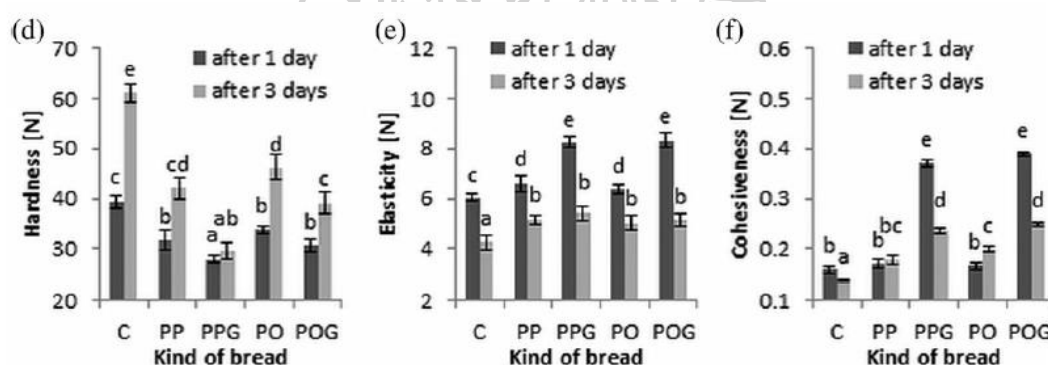 (d)
Hardness [N]
70
60
50
40
30
20
after 1 day
after 3 days
c
e
b
cd
a
ab
b
d
b
c
C PP PPG PO POG
Kind of bread
(e)
Elasticity [N]
12
10
8
6
4
2
after 1 day
after 3 days
c
a
d
b
e
b
d
b
e
b
C PP PPG PO POG
Kind of bread
(f)
Cohesiveness [N]
0.6
0.5
0.4
0.3
0.2
0.1
after 1 day
after 3 days
b
a
b
bc
e
d
b
c
e
d
C PP PPG PO POG
Kind of bread